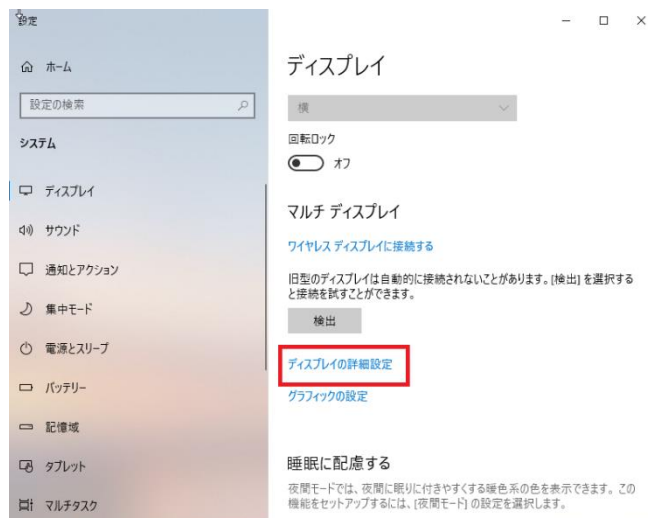 設定
ホーム
設定の検索
システム
ディスプレイ
サウンド
通知とアクション
集中モード
電源とスリープ
バッテリー
記憶域
タブレット
マルチタスク
ディスプレイ
横
回転ロック
オフ
マルチ ディスプレイ
ワイヤレス ディスプレイに接続する
旧型のディスプレイは自動的に接続されないことがあります。[検出] を選択する
と接続を試すことができます。
検出
ディスプレイの詳細設定
グラフィックの設定
睡眠に配慮する
夜間モードでは、夜間に眠りに付きやすくする暖色系の色を表示できます。この
機能をセットアップするには、[夜間モード] の設定を選択します。